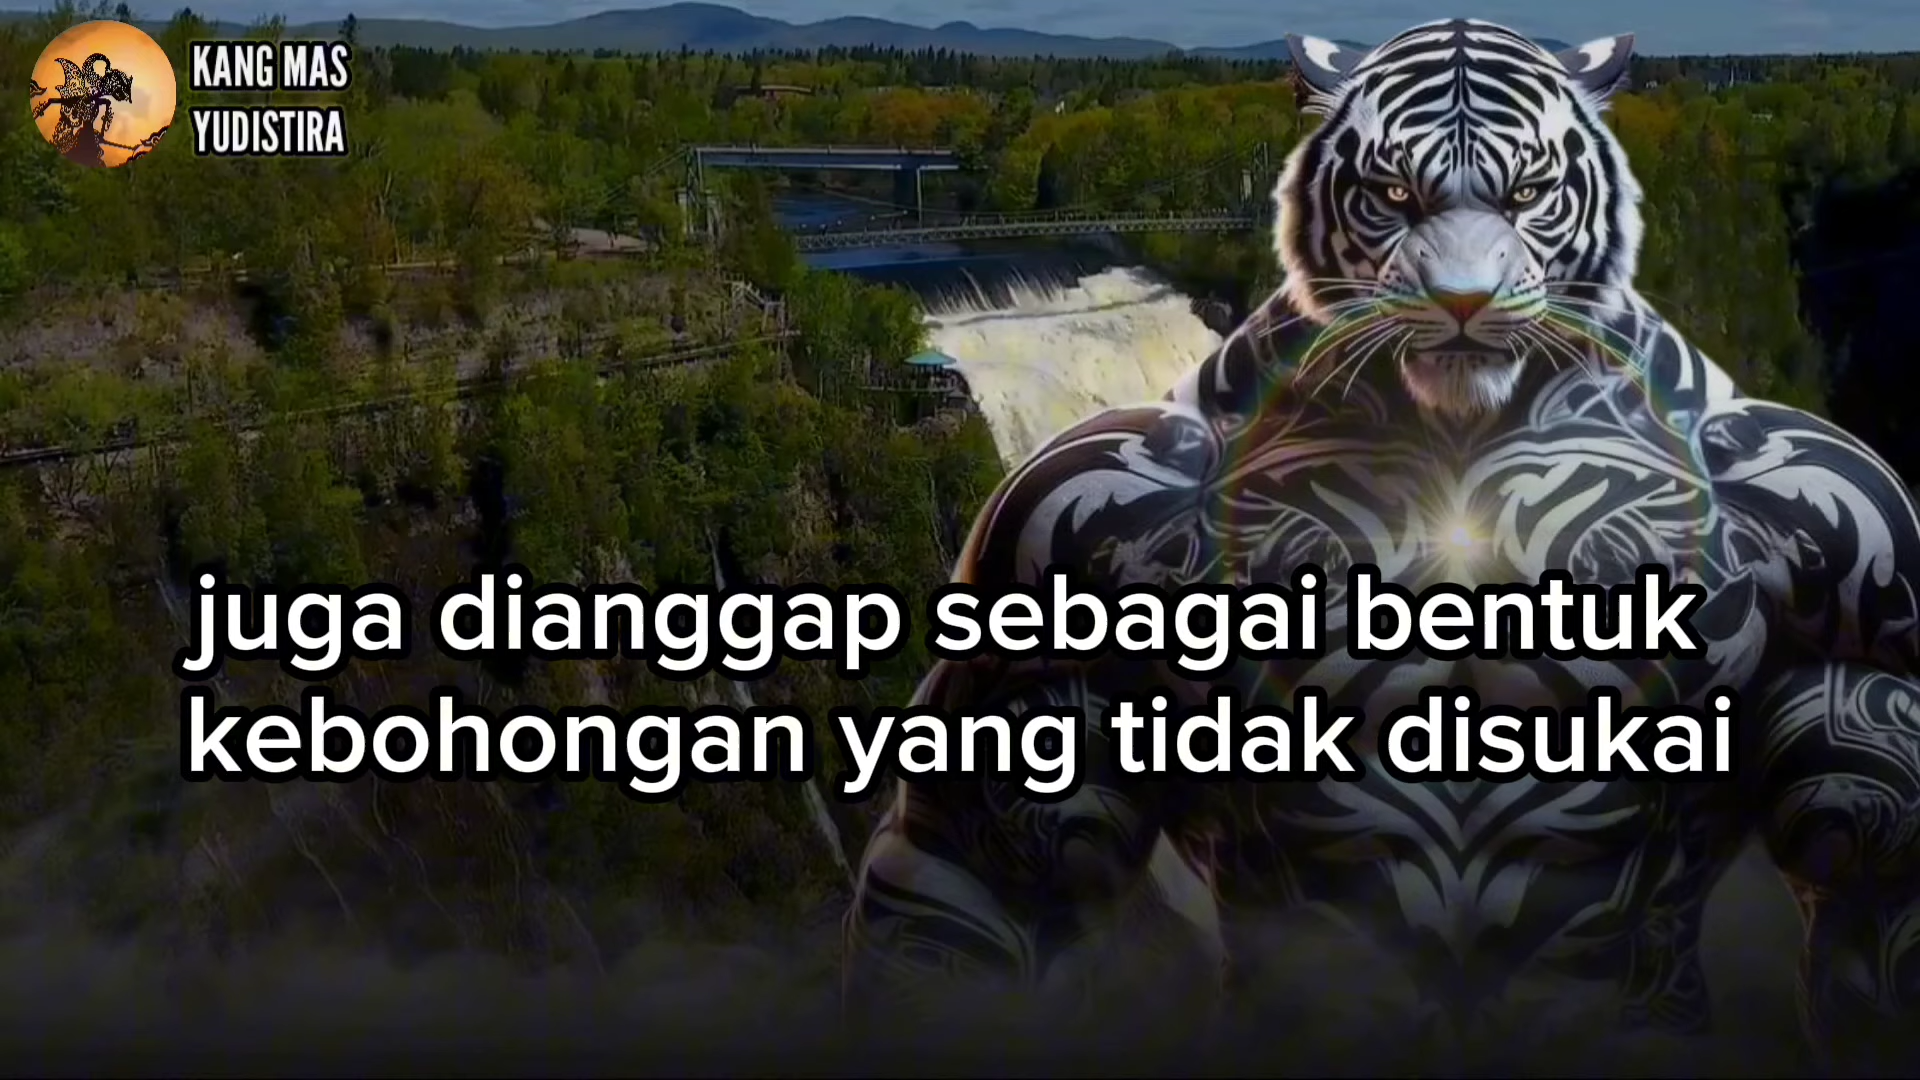 KANG MAS
YUDISTIRA
juga dianggap sebagai bentuk
kebohongan yang tidak disukai